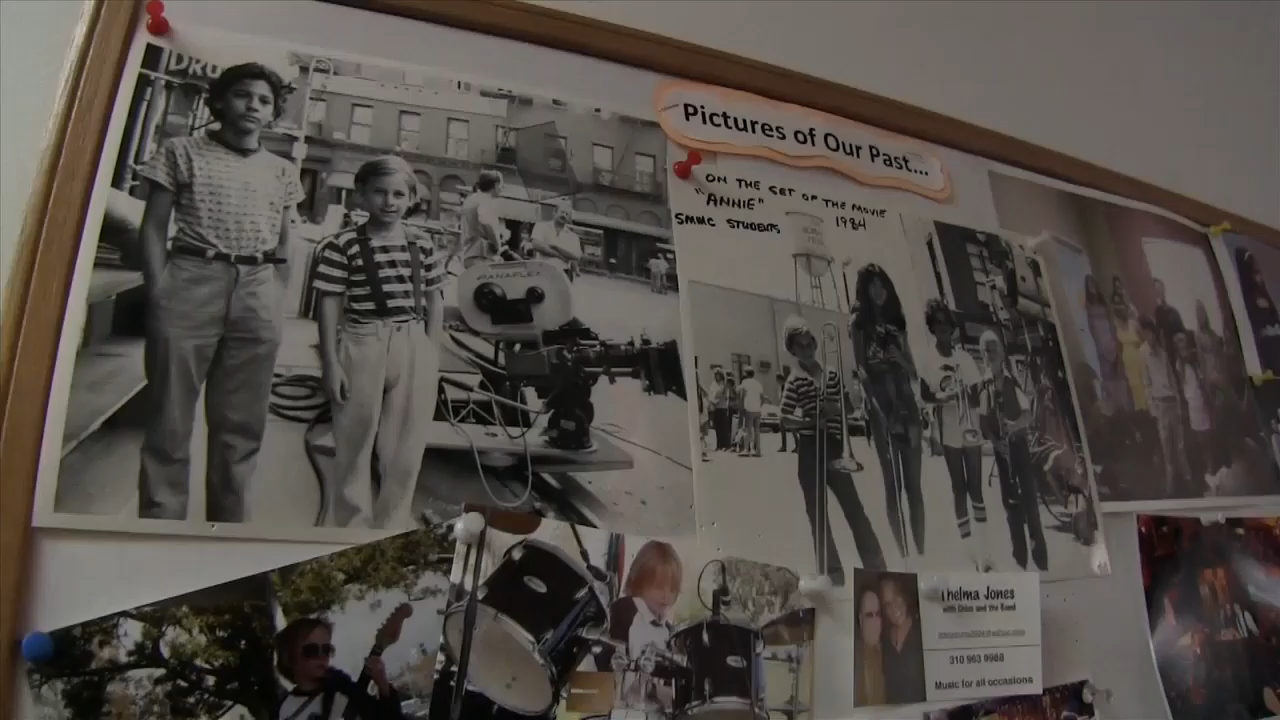 DRU
Pictures of Our Past...
ON THE SET OF THE MOVIE
"ANNIE" 1984
SMMC STUDENTS
PANAFLEX
Thelma Jones
with Dino and the Band
310 963 9988
Music for all occasions